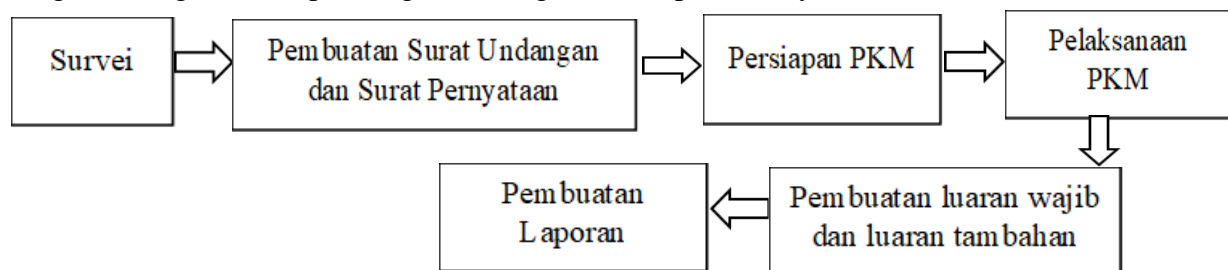 Survei
Pembuatan Surat Undangan
dan Surat Pernyataan
Persiapan PKM
Pelaksanaan
PKM
Pembuatan luaran wajib
dan luaran tambahan
Pembuatan
Laporan